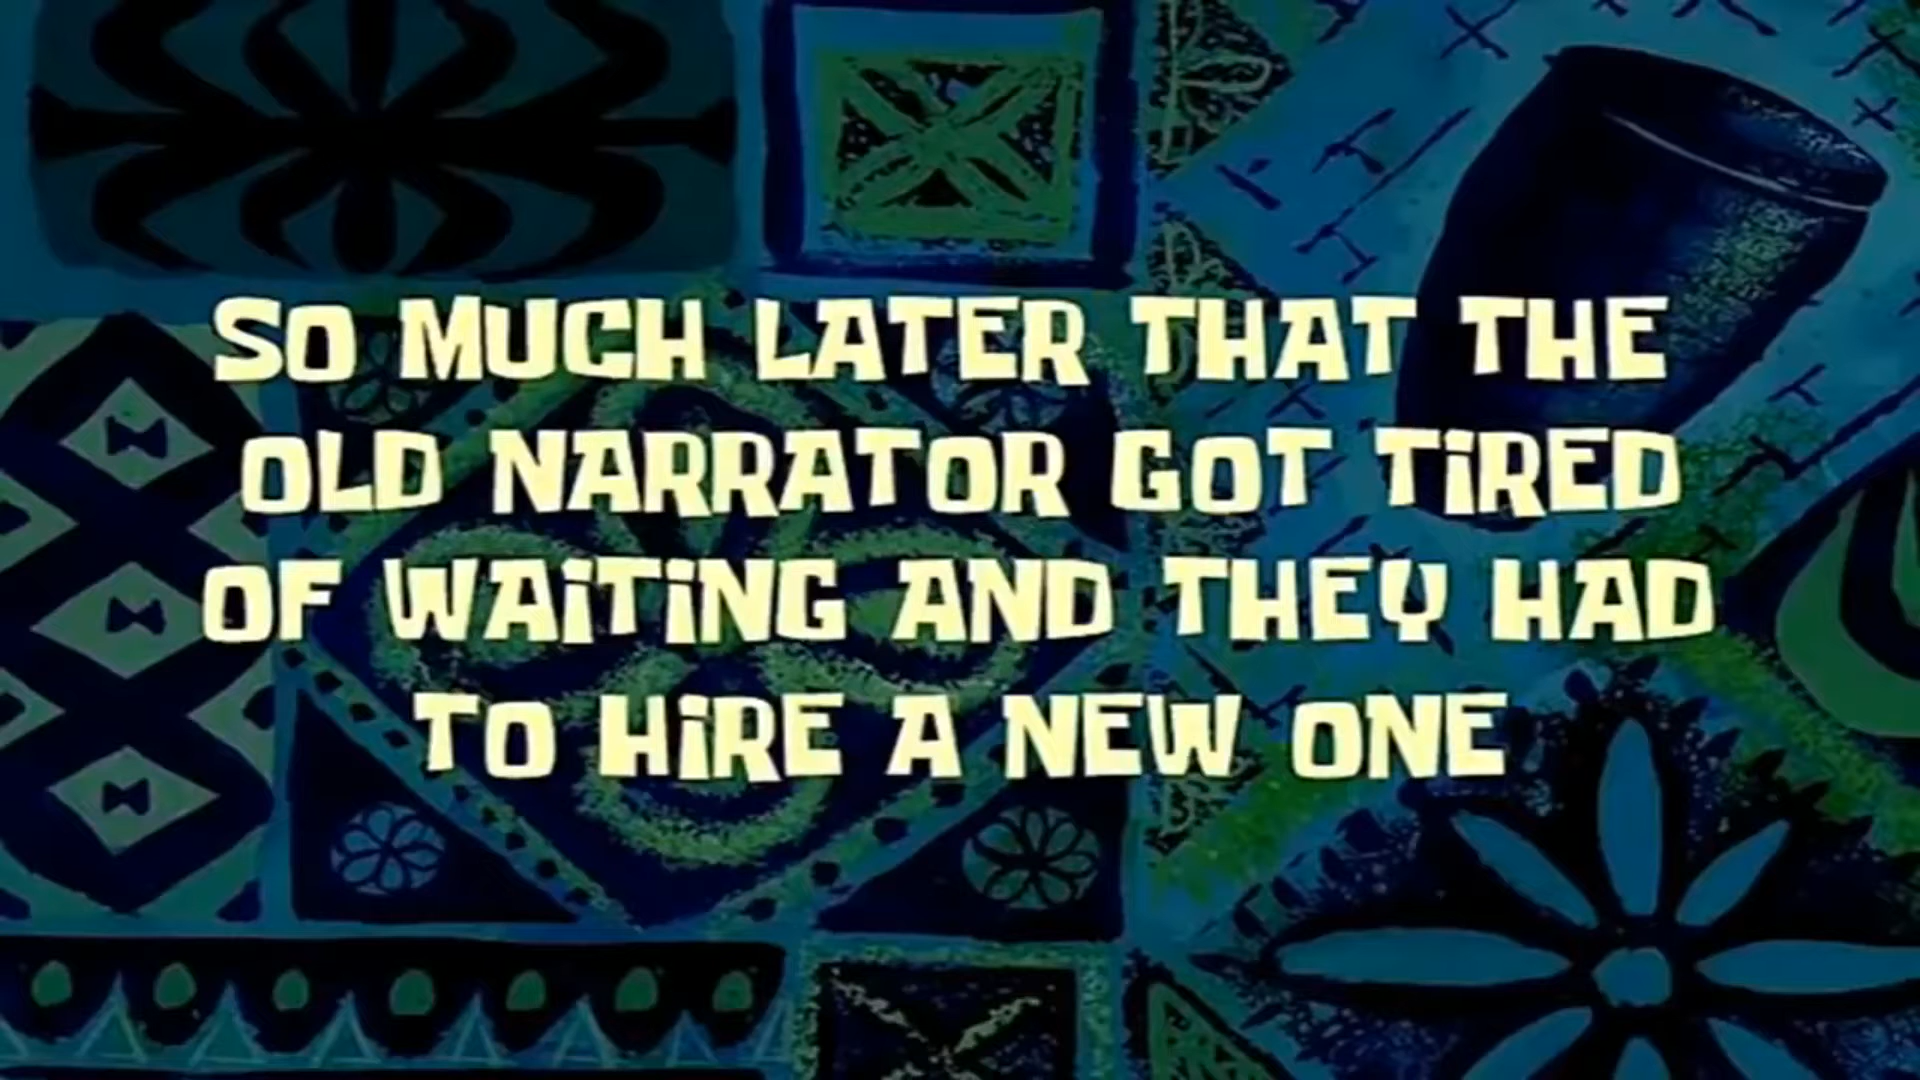 SO MUCH LATER THAT THE
OLD NARRATOR GOT TiRED
OF WAiTiNG AND THEY HAD
TO HiRE A NEW ONE